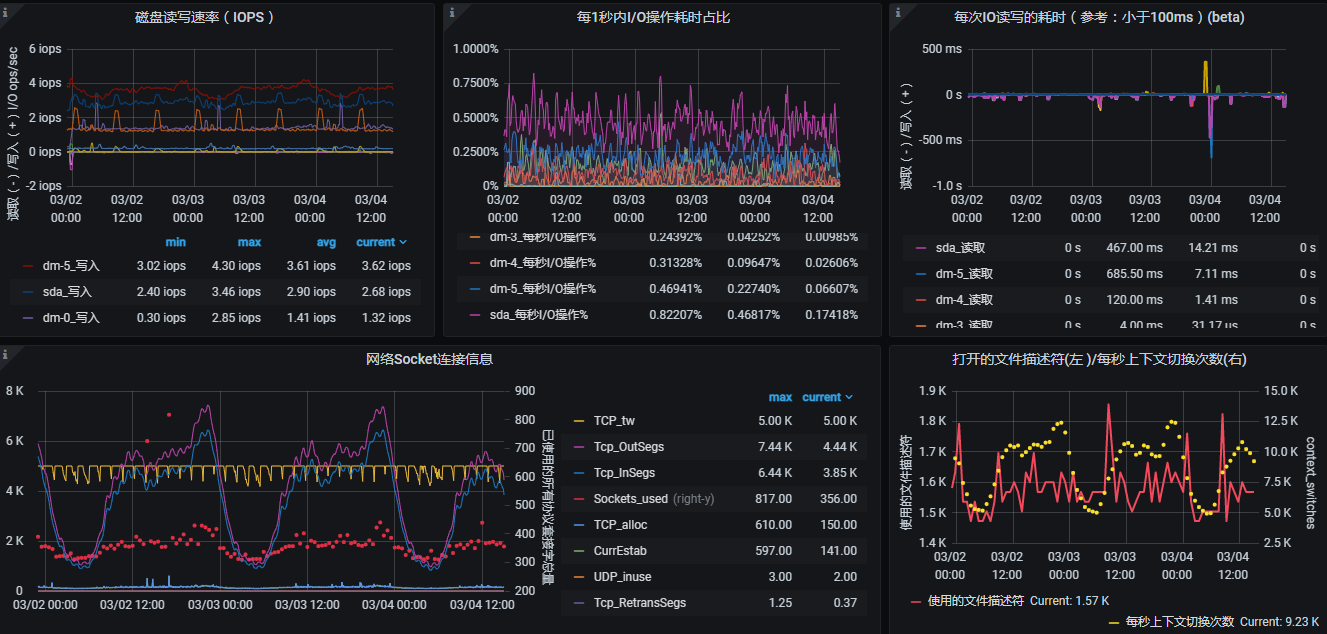 磁盘读写速率（IOPS）
读取（-）/写入（+）I/O ops/sec
6 iops
4 iops
2 iops
0 iops
-2 iops
03/02 00:00
03/02 12:00
03/03 00:00
03/03 12:00
03/04 00:00
03/04 12:00
min max avg current
dm-5_写入 3.02 iops 4.30 iops 3.61 iops 3.62 iops
sda_写入 2.40 iops 3.46 iops 2.90 iops 2.68 iops
dm-0_写入 0.30 iops 2.85 iops 1.41 iops 1.32 iops
每1秒内I/O操作耗时占比
1.0000%
0.7500%
0.5000%
0.2500%
0%
03/02 00:00
03/02 12:00
03/03 00:00
03/03 12:00
03/04 00:00
03/04 12:00
dm-3_每秒I/O操作% 0.24392% 0.04252% 0.00985%
dm-4_每秒I/O操作% 0.31328% 0.09647% 0.02606%
dm-5_每秒I/O操作% 0.46941% 0.22740% 0.06607%
sda_每秒I/O操作% 0.82207% 0.46817% 0.17418%
每次IO读写的耗时（参考：小于100ms）(beta)
读取（-）/写入（+）
500 ms
0 s
-500 ms
-1.0 s
03/02 00:00
03/02 12:00
03/03 00:00
03/03 12:00
03/04 00:00
03/04 12:00
sda_读取 0 s 467.00 ms 14.21 ms 0 s
dm-5_读取 0 s 685.50 ms 7.11 ms 0 s
dm-4_读取 0 s 120.00 ms 1.41 ms 0 s
dm-3_读取 0 s 4.00 ms 31.17 us 0 s
网络Socket连接信息
8 K
6 K
4 K
2 K
0
900
800
700
600
500
400
300
200
已使用的所有协议套接字总量
03/02 00:00
03/02 12:00
03/03 00:00
03/03 12:00
03/04 00:00
03/04 12:00
max current
TCP_tw 5.00 K 5.00 K
Tcp_OutSegs 7.44 K 4.44 K
Tcp_InSegs 6.44 K 3.85 K
Sockets_used (right-y) 817.00 356.00
TCP_alloc 610.00 150.00
CurrEstab 597.00 141.00
UDP_inuse 3.00 2.00
Tcp_RetransSegs 1.25 0.37
打开的文件描述符(左 )/每秒上下文切换次数(右)
使用的文件描述符
1.9 K
1.8 K
1.7 K
1.6 K
1.5 K
1.4 K
15.0 K
12.5 K
10.0 K
7.5 K
5.0 K
2.5 K
context_switches
03/02 00:00
03/02 12:00
03/03 00:00
03/03 12:00
03/04 00:00
03/04 12:00
使用的文件描述符 Current: 1.57 K
每秒上下文切换次数 Current: 9.23 K